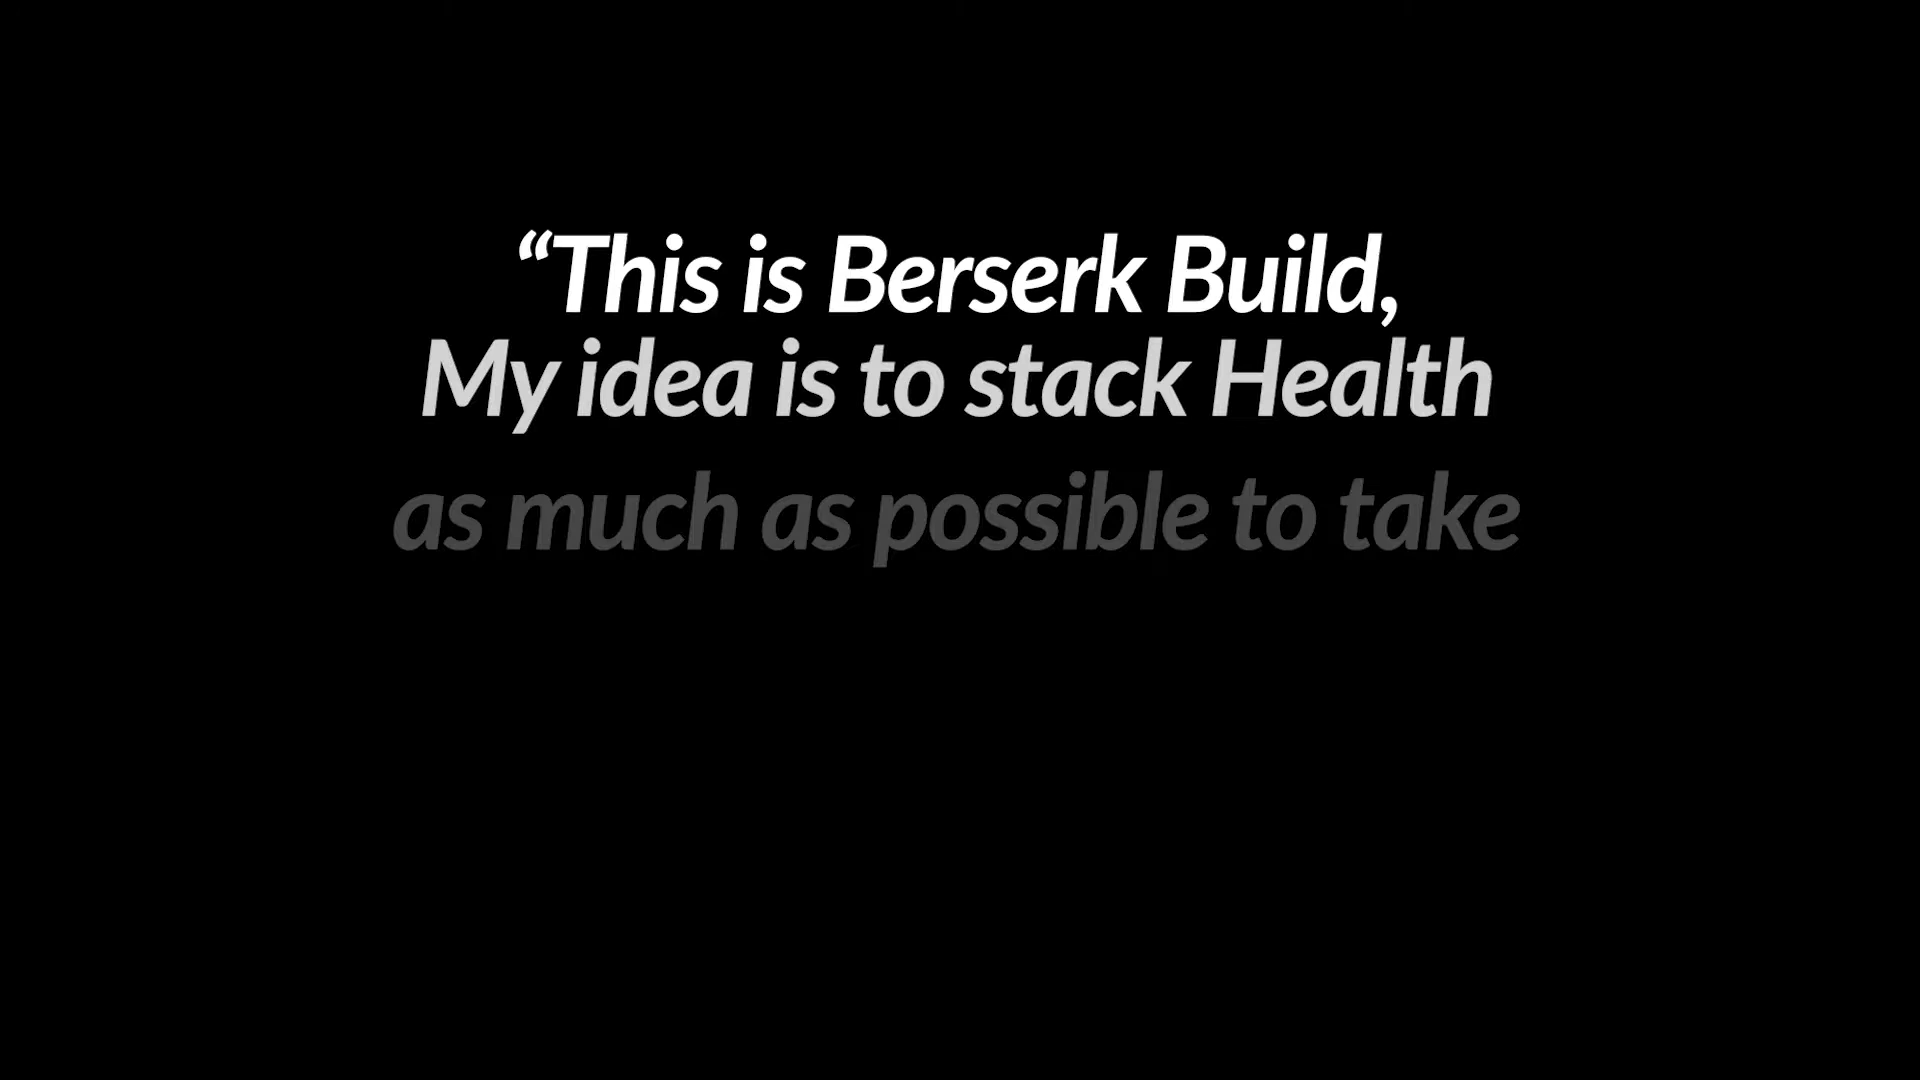 “This is Berserk Build,
My idea is to stack Health
as much as possible to take